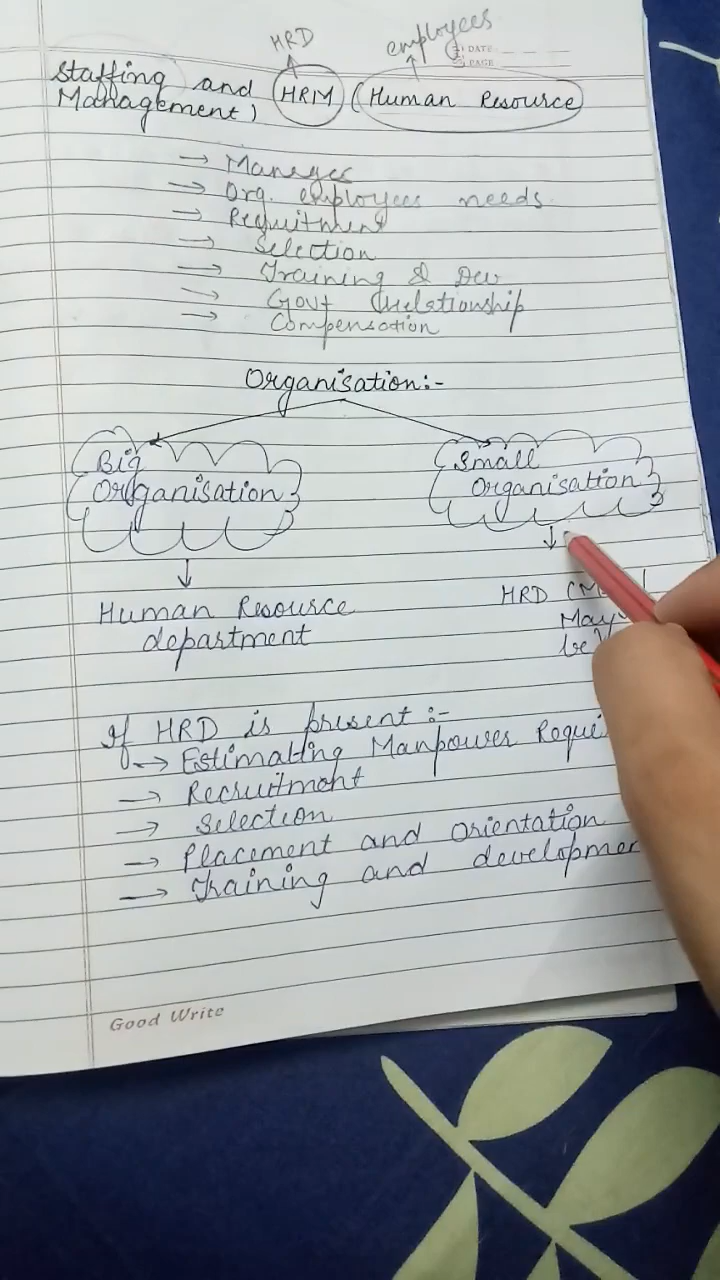 HRD
employees
DATE
PAGE
Staffing and HRM (Human Resource
Management)
→ Manages
→ Org. employees needs
→ Recruitment
→ Selection
→ Training & Dev
→ Govt relationship
→ Compensation
Organisation:-
Big
Organisation
Small
Organisation
Human Resource
department
HRD (M
May
be
If HRD is present :-
→ Estimating Manpower Requi
→ Recruitment
→ Selection
→ Placement and Orientation
→ Training and developmen
Good Write